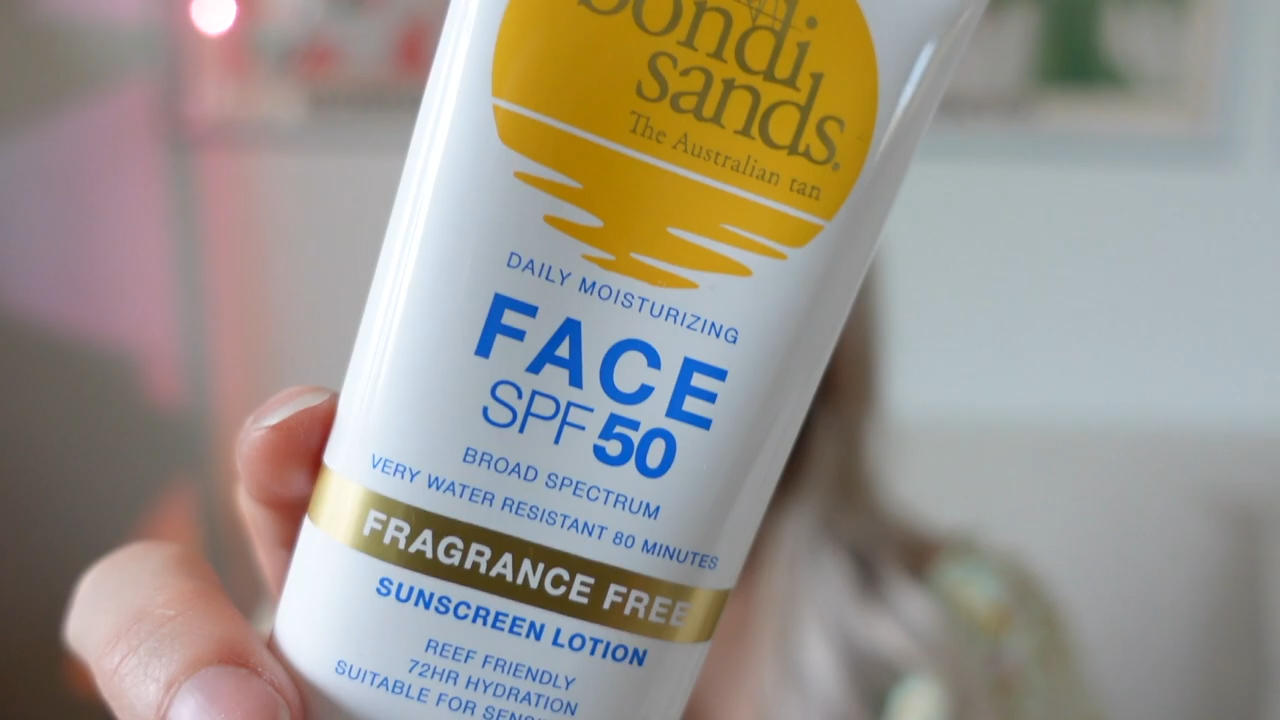 bondi
sands.
The Australian tan
DAILY MOISTURIZING
FACE
SPF 50
BROAD SPECTRUM
VERY WATER RESISTANT 80 MINUTES
FRAGRANCE FREE
SUNSCREEN LOTION
REEF FRIENDLY
72HR HYDRATION
SUITABLE FOR